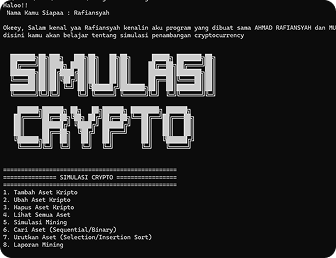 Haloo!!
Nama Kamu Siapaa : Rafiansyah
Okeey, Salam kenal yaa Rafiansyah kenalin aku program yang dibuat sama AHMAD RAFIANSYAH dan MU
disini kamu akan belajar tentang simulasi penambangan cryptocurrency
SIMULASI
CRYPTO
=================================================
=============== SIMULASI CRYPTO =================
=================================================
1. Tambah Aset Kripto
2. Ubah Aset Kripto
3. Hapus Aset Kripto
4. Lihat Semua Aset
5. Simulasi Mining
6. Cari Aset (Sequential/Binary)
7. Urutkan Aset (Selection/Insertion Sort)
8. Laporan Mining